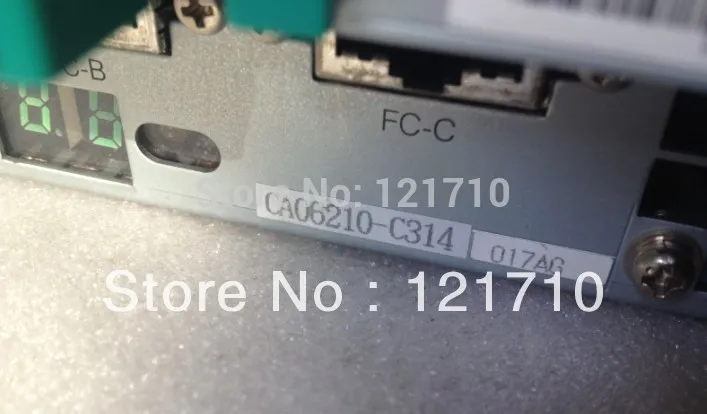 C-B
FC-C
Store No: 121710
CA06210-C314
017AG
Store No : 121710